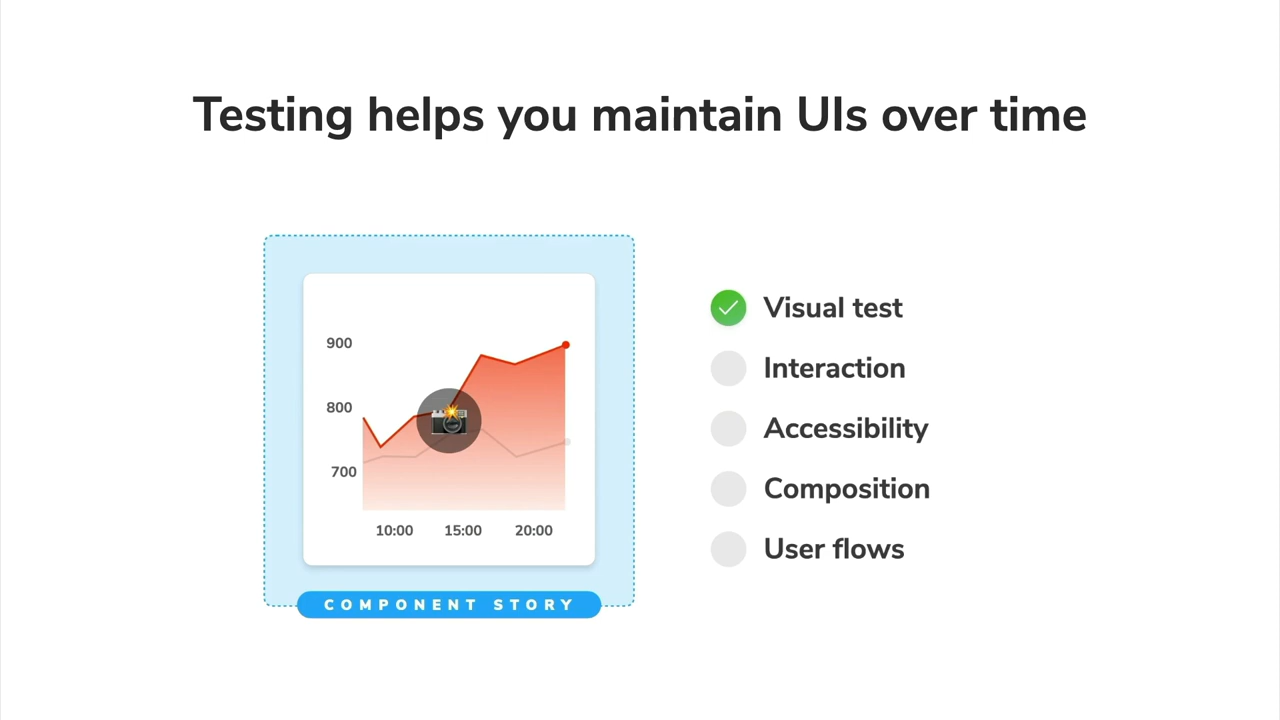 Testing helps you maintain UIs over time
900
800
700
10:00 15:00 20:00
COMPONENT STORY
Visual test
Interaction
Accessibility
Composition
User flows